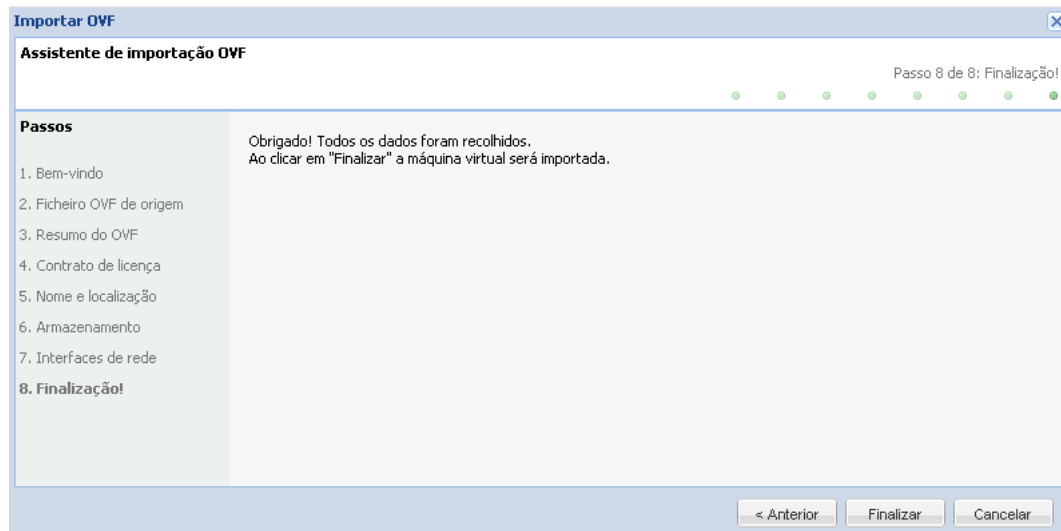 Importar OVF
Assistente de importação OVF
Passo 8 de 8: Finalização!
Passos
1. Bem-vindo
2. Ficheiro OVF de origem
3. Resumo do OVF
4. Contrato de licença
5. Nome e localização
6. Armazenamento
7. Interfaces de rede
8. Finalização!
Obrigado! Todos os dados foram recolhidos.
Ao clicar em "Finalizar" a máquina virtual será importada.
< Anterior
Finalizar
Cancelar